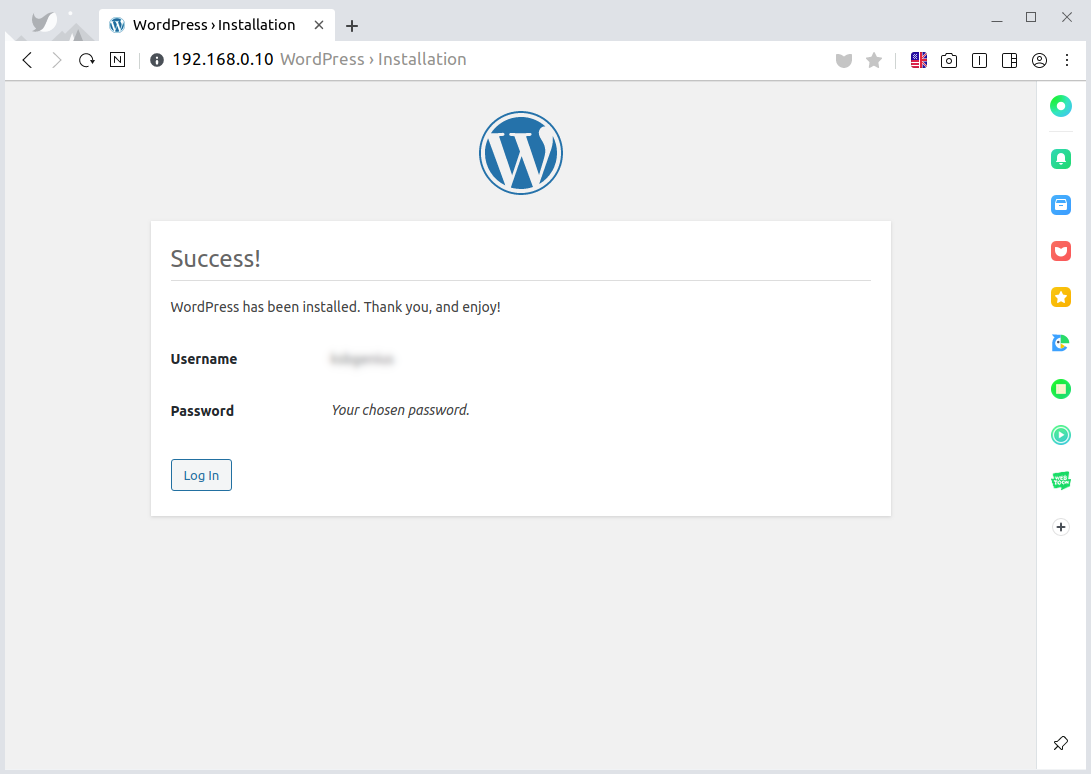 WordPress › Installation
192.168.0.10 WordPress › Installation
Success!
WordPress has been installed. Thank you, and enjoy!
Username
Password Your chosen password.
Log In